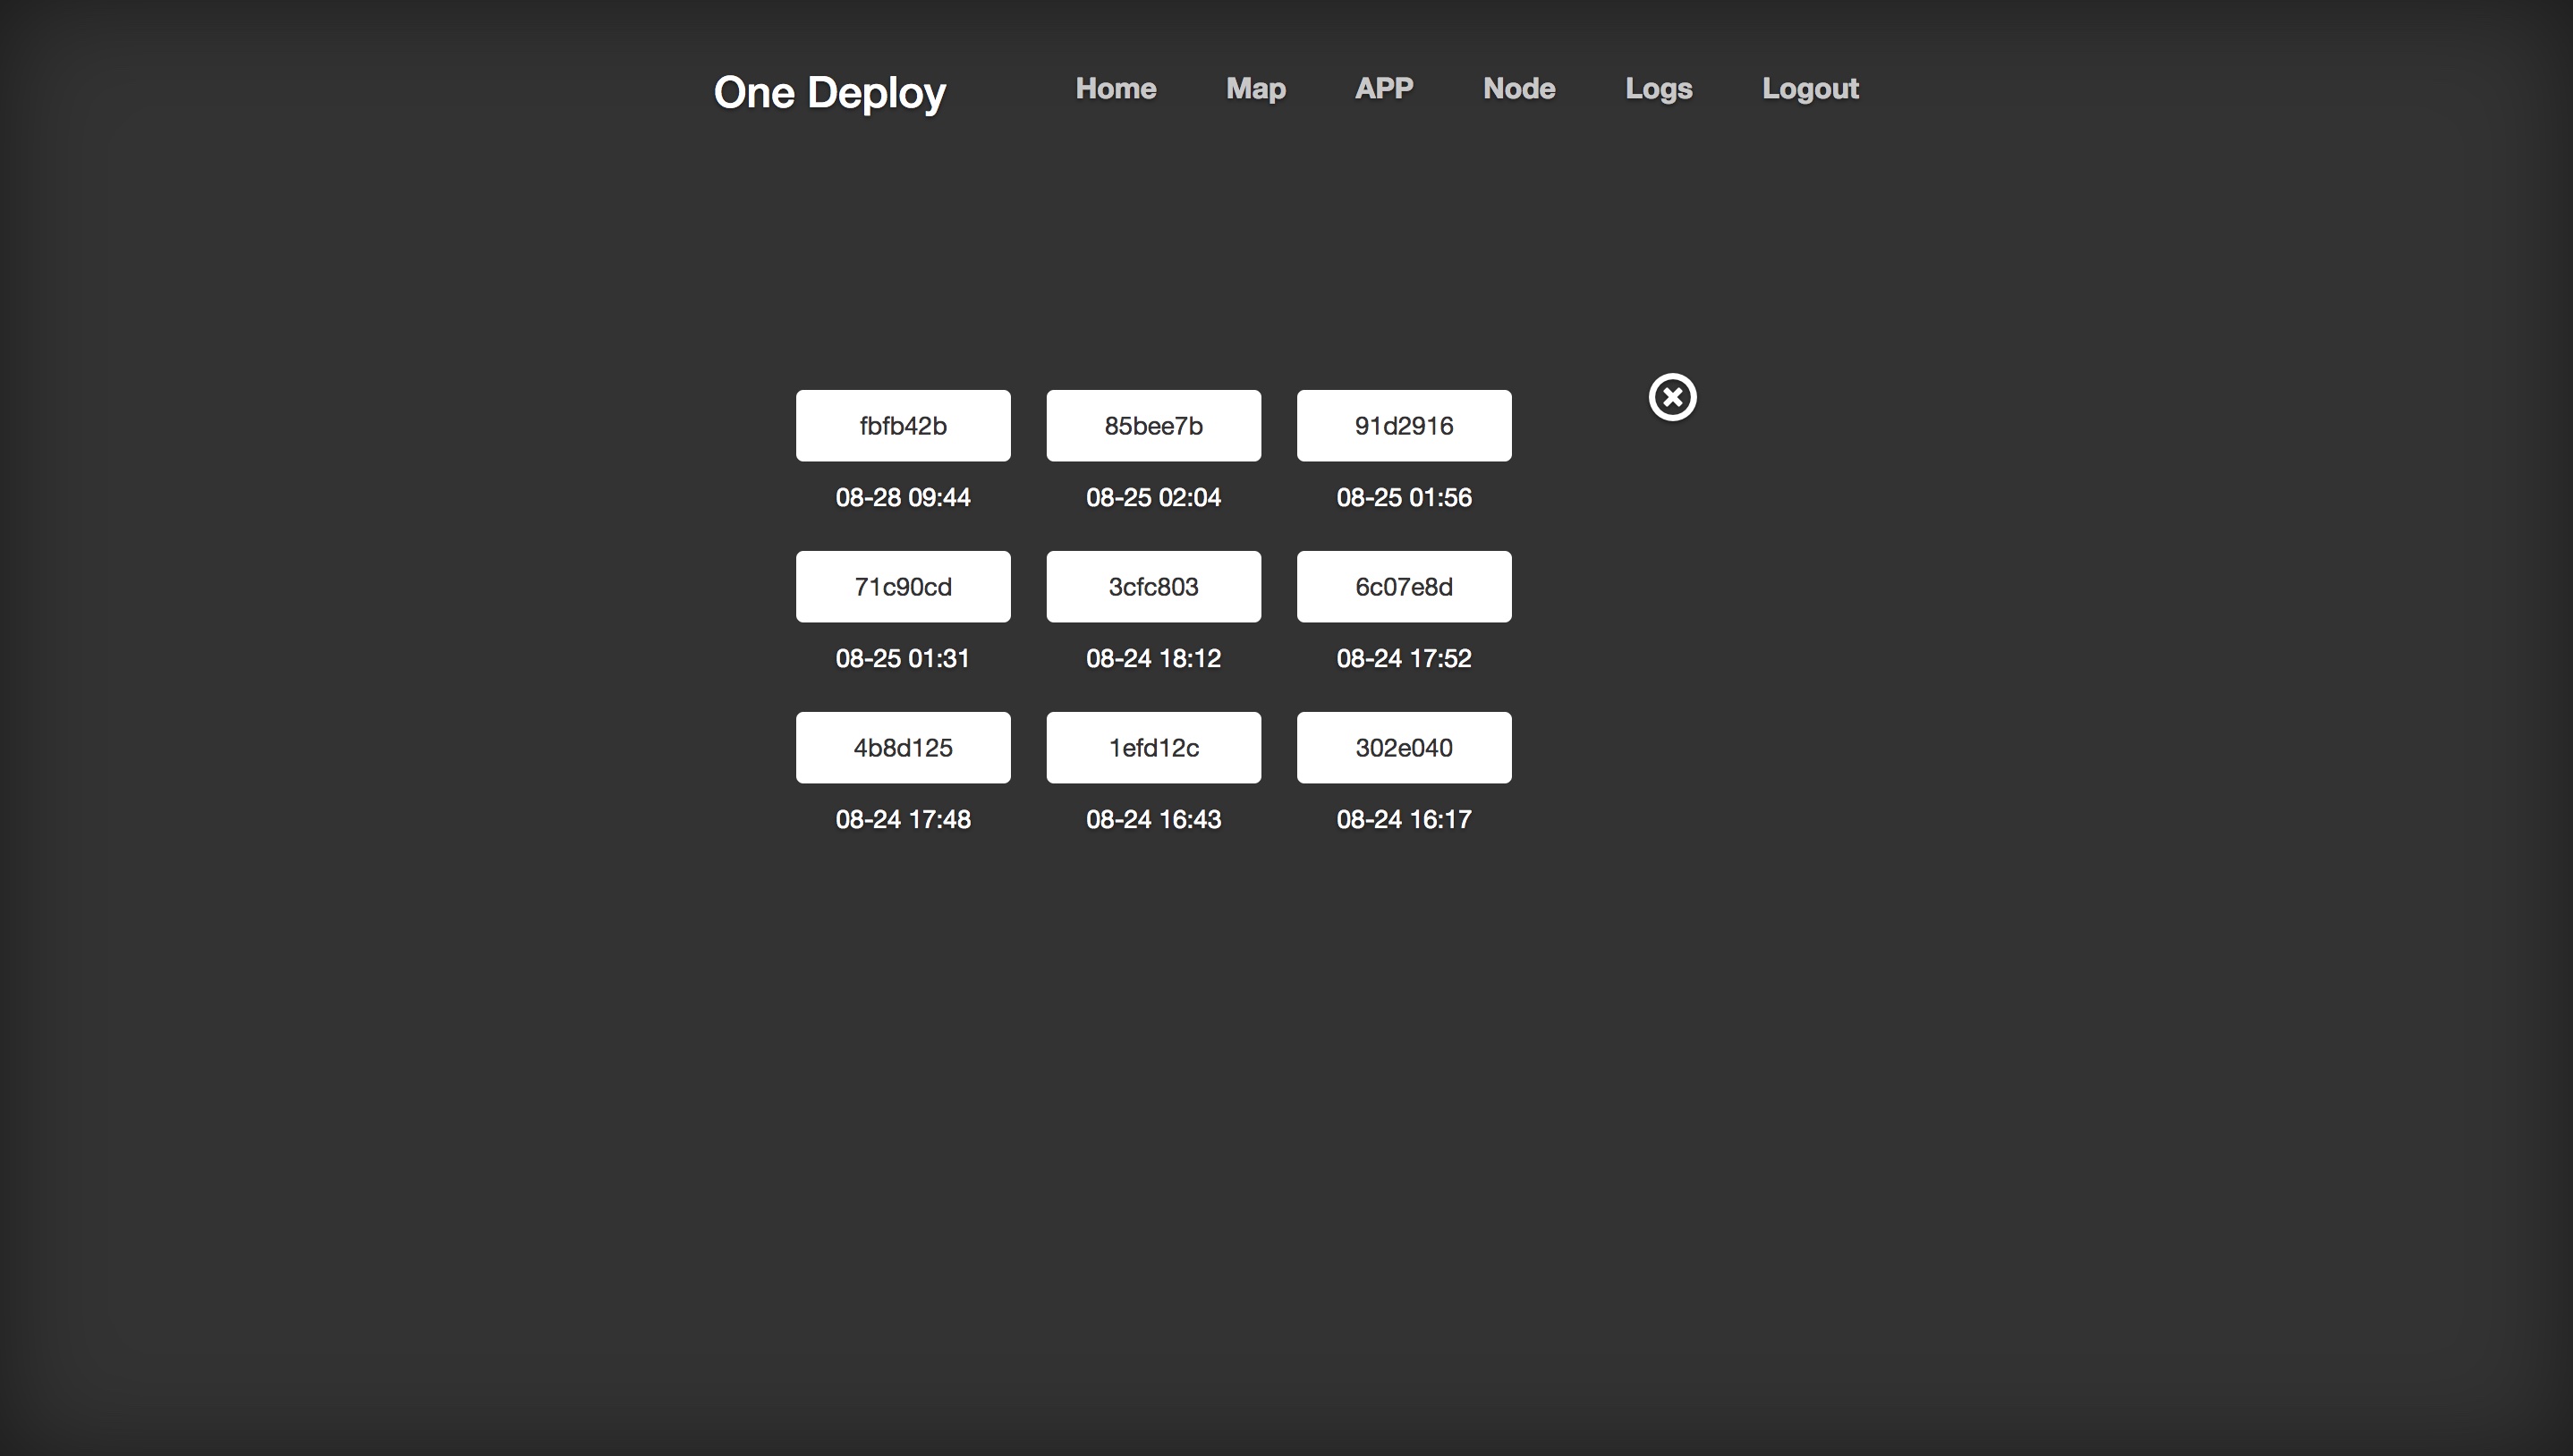 One Deploy Home Map APP Node Logs Logout
fbfb42b 85bee7b 91d2916
08-28 09:44 08-25 02:04 08-25 01:56
71c90cd 3cfc803 6c07e8d
08-25 01:31 08-24 18:12 08-24 17:52
4b8d125 1efd12c 302e040
08-24 17:48 08-24 16:43 08-24 16:17